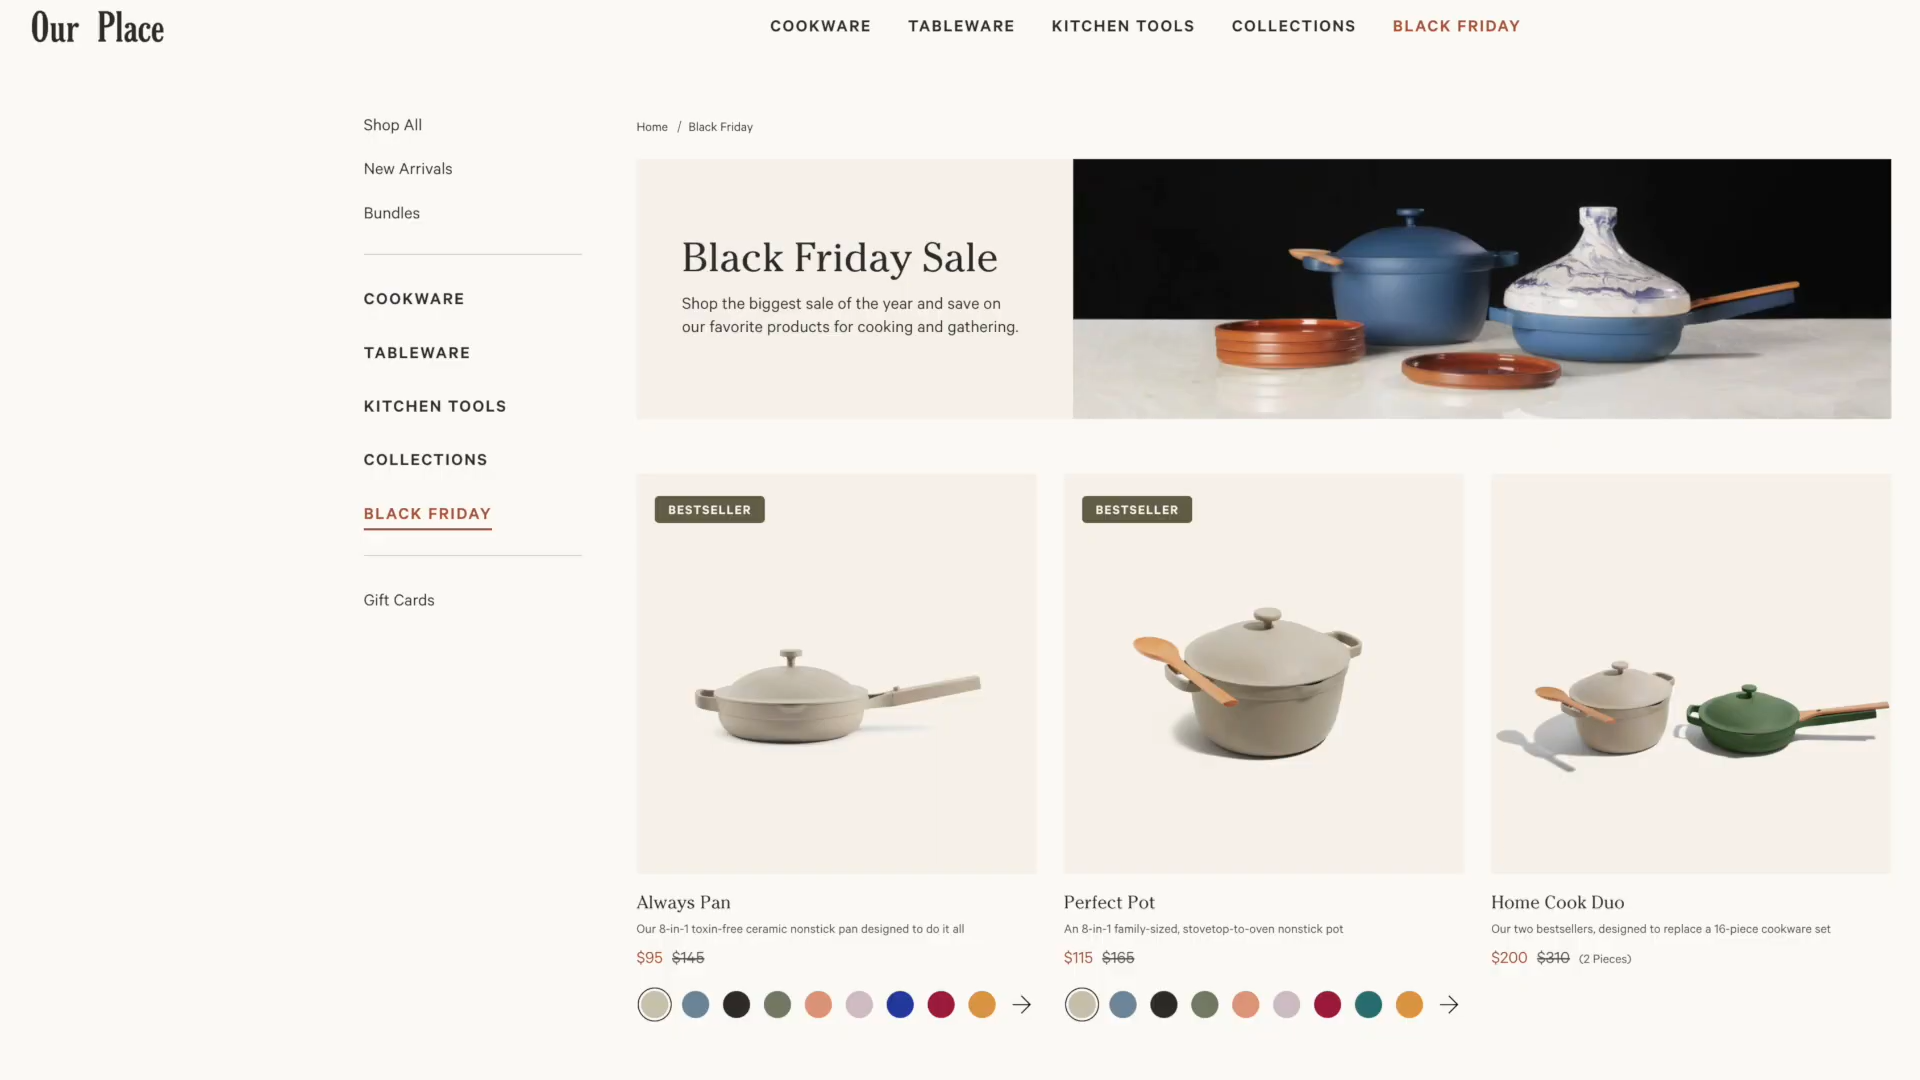 Our Place
COOKWARE
TABLEWARE
KITCHEN TOOLS
COLLECTIONS
BLACK FRIDAY
Shop All
New Arrivals
Bundles
COOKWARE
TABLEWARE
KITCHEN TOOLS
COLLECTIONS
BLACK FRIDAY
Gift Cards
Home / Black Friday
Black Friday Sale
Shop the biggest sale of the year and save on
our favorite products for cooking and gathering.
BESTSELLER
Always Pan
Our 8-in-1 toxin-free ceramic nonstick pan designed to do it all
$95 $145
BESTSELLER
Perfect Pot
An 8-in-1 family-sized, stovetop-to-oven nonstick pot
$115 $165
Home Cook Duo
Our two bestsellers, designed to replace a 16-piece cookware set
$200 $310 (2 Pieces)